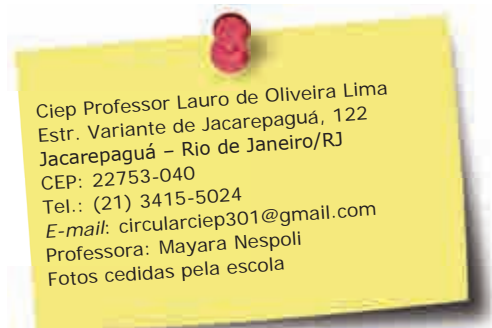 Ciep Professor Lauro de Oliveira Lima
Estr. Variante de Jacarepaguá, 122
Jacarepaguá – Rio de Janeiro/RJ
CEP: 22753-040
Tel.: (21) 3415-5024
E-mail: circularciep301@gmail.com
Professora: Mayara Nespoli
Fotos cedidas pela escola